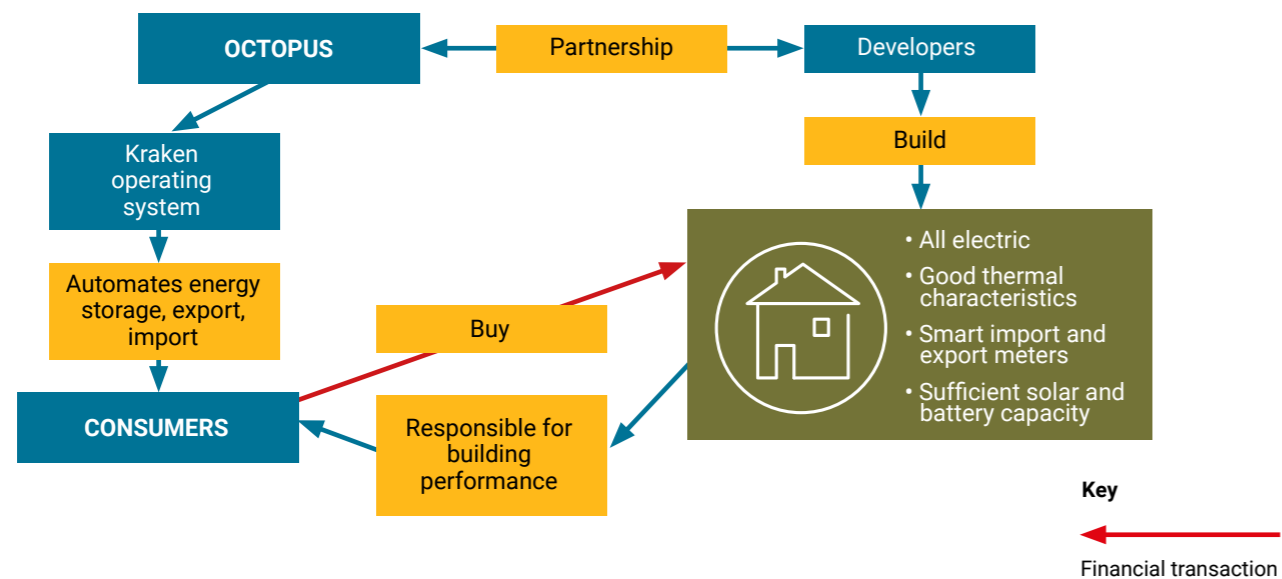 OCTOPUS
Partnership
Developers
Kraken
operating
system
Build
Automates energy
storage, export,
import
• All electric
• Good thermal
characteristics
• Smart import and
export meters
• Sufficient solar and
battery capacity
Buy
CONSUMERS
Responsible for
building
performance
Key
Financial transaction